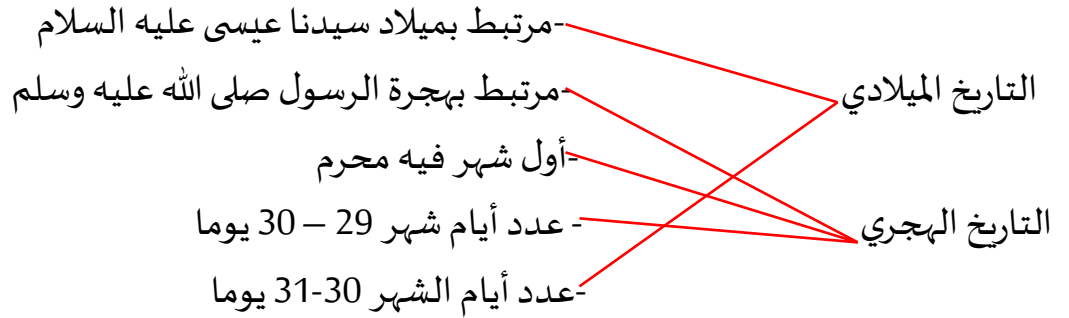 -مرتبط بميلاد سيدنا عيسى عليه السلام
التاريخ الميلادي
-مرتبط بهجرة الرسول صلى الله عليه وسلم
-أول شهر فيه محرم
التاريخ الهجري
- عدد أيام شهر 29 – 30 يوما
-عدد أيام الشهر 30-31 يوما